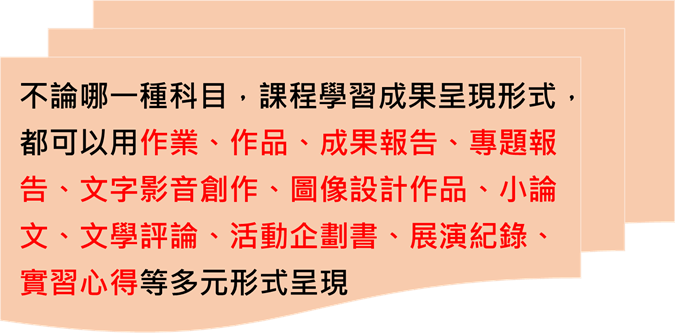 不論哪一種科目，課程學習成果呈現形式，
都可以用作業、作品、成果報告、專題報
告、文字影音創作、圖像設計作品、小論
文、文學評論、活動企劃書、展演紀錄、
實習心得等多元形式呈現